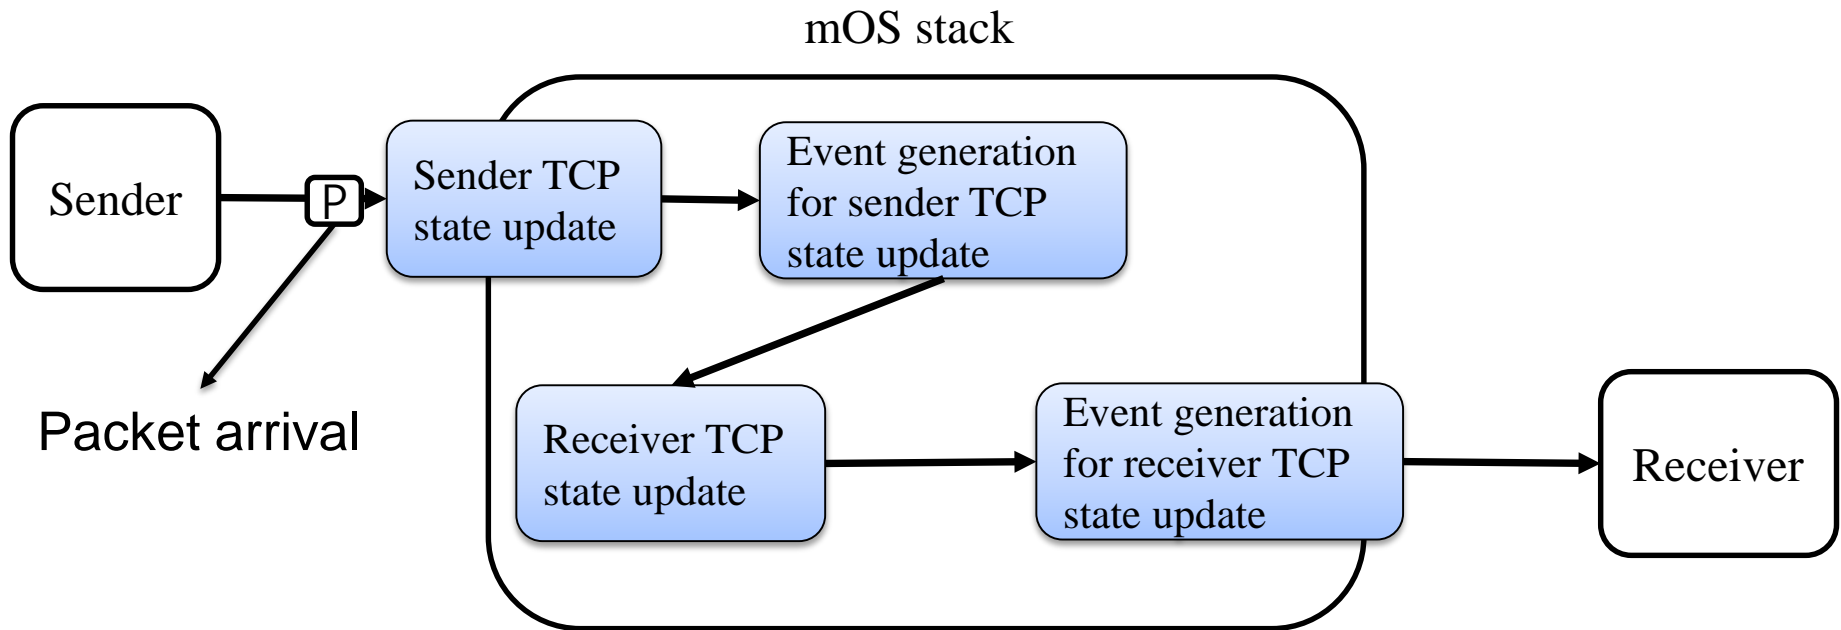 mOS stack
Sender
P
Sender TCP
state update
Event generation
for sender TCP
state update
Packet arrival
Receiver TCP
state update
Event generation
for receiver TCP
state update
Receiver